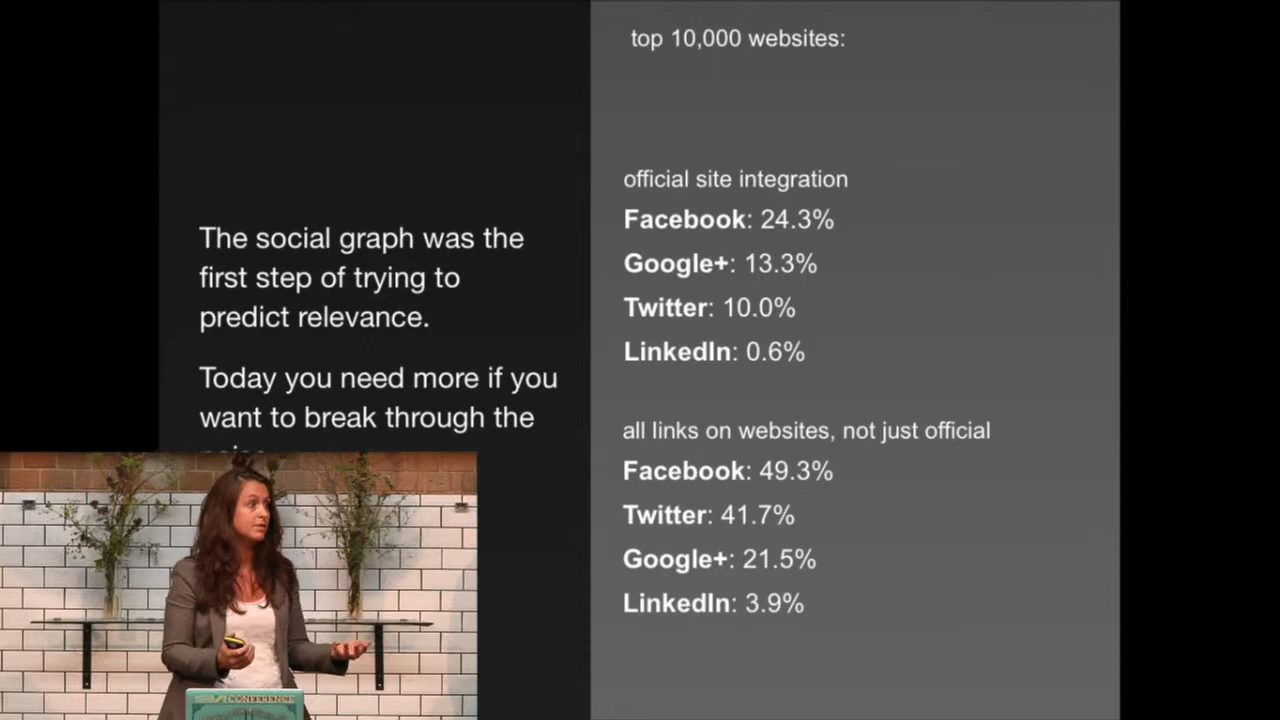 The social graph was the
first step of trying to
predict relevance.
Today you need more if you
want to break through the
top 10,000 websites:
official site integration
Facebook: 24.3%
Google+: 13.3%
Twitter: 10.0%
LinkedIn: 0.6%
all links on websites, not just official
Facebook: 49.3%
Twitter: 41.7%
Google+: 21.5%
LinkedIn: 3.9%
CONFERENCE